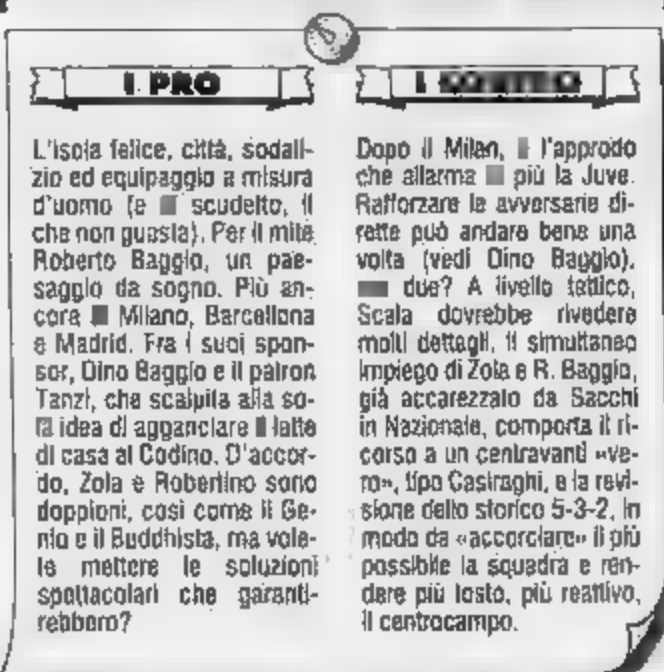 I PRO
L'isola felice, città, sodali-
zio ed equipaggio a misura
d'uomo (e scudetto, il
che non guasta). Per il mite
Roberto Baggio, un pae-
saggio da sogno. Più an-
cora Milano, Barcellona
e Madrid. Fra i suoi spon-
sor, Dino Baggio e il patron
Tanzi, che scalpita alla so-
la idea di agganciare latte
di casa al Codino. D'accor-
do, Zola e Robertino sono
doppioni, così come il Ge-
nio e il Buddhista, ma vole-
te mettere le soluzioni
spettacolari che garanti-
rebbero?
I
Dopo il Milan, l'approdo
che allarma più la Juve.
Rafforzare le avversarie di-
rette può andare bene una
volta (vedi Dino Baggio),
due? A livello tattico,
Scala dovrebbe rivedere
molti dettagli. Il simultaneo
impiego di Zola e R. Baggio,
già accarezzato da Sacchi
in Nazionale, comporta il ri-
corso a un centravanti «ve-
ro», tipo Casiraghi, e la revi-
sione dello storico 5-3-2, in
modo da «accorciare» il più
possibile la squadra e ren-
dere più tosto, più reattivo,
il centrocampo.